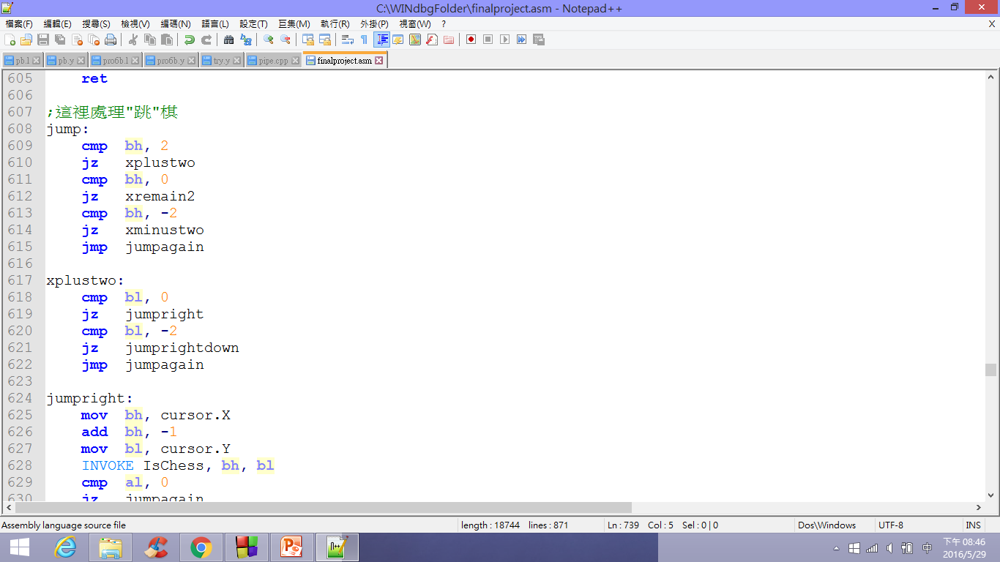 C:\WINdbgFolder\finalproject.asm - Notepad++
檔案(F) 編輯(E) 搜尋(S) 檢視(V) 編碼(N) 語言(L) 設定(T) 巨集(M) 執行(R) 外掛(P) 視窗(W) ? X
pb.l pb.y pro6b.l pro6b.y try.y pipe.cpp finalproject.asm
605 ret
606
607 ;這裡處理"跳"棋
608 jump:
609 cmp bh, 2
610 jz xplustwo
611 cmp bh, 0
612 jz xremain2
613 cmp bh, -2
614 jz xminustwo
615 jmp jumpagain
616
617 xplustwo:
618 cmp bl, 0
619 jz jumpright
620 cmp bl, -2
621 jz jumprightdown
622 jmp jumpagain
623
624 jumpright:
625 mov bh, cursor.X
626 add bh, -1
627 mov bl, cursor.Y
628 INVOKE IsChess, bh, bl
629 cmp al, 0
630 jz jumpagain
Assembly language source file length : 18744 lines : 871 Ln : 739 Col : 5 Sel : 0 | 0 Dos\Windows UTF-8 INS
中 下午 08:46
2016/5/29